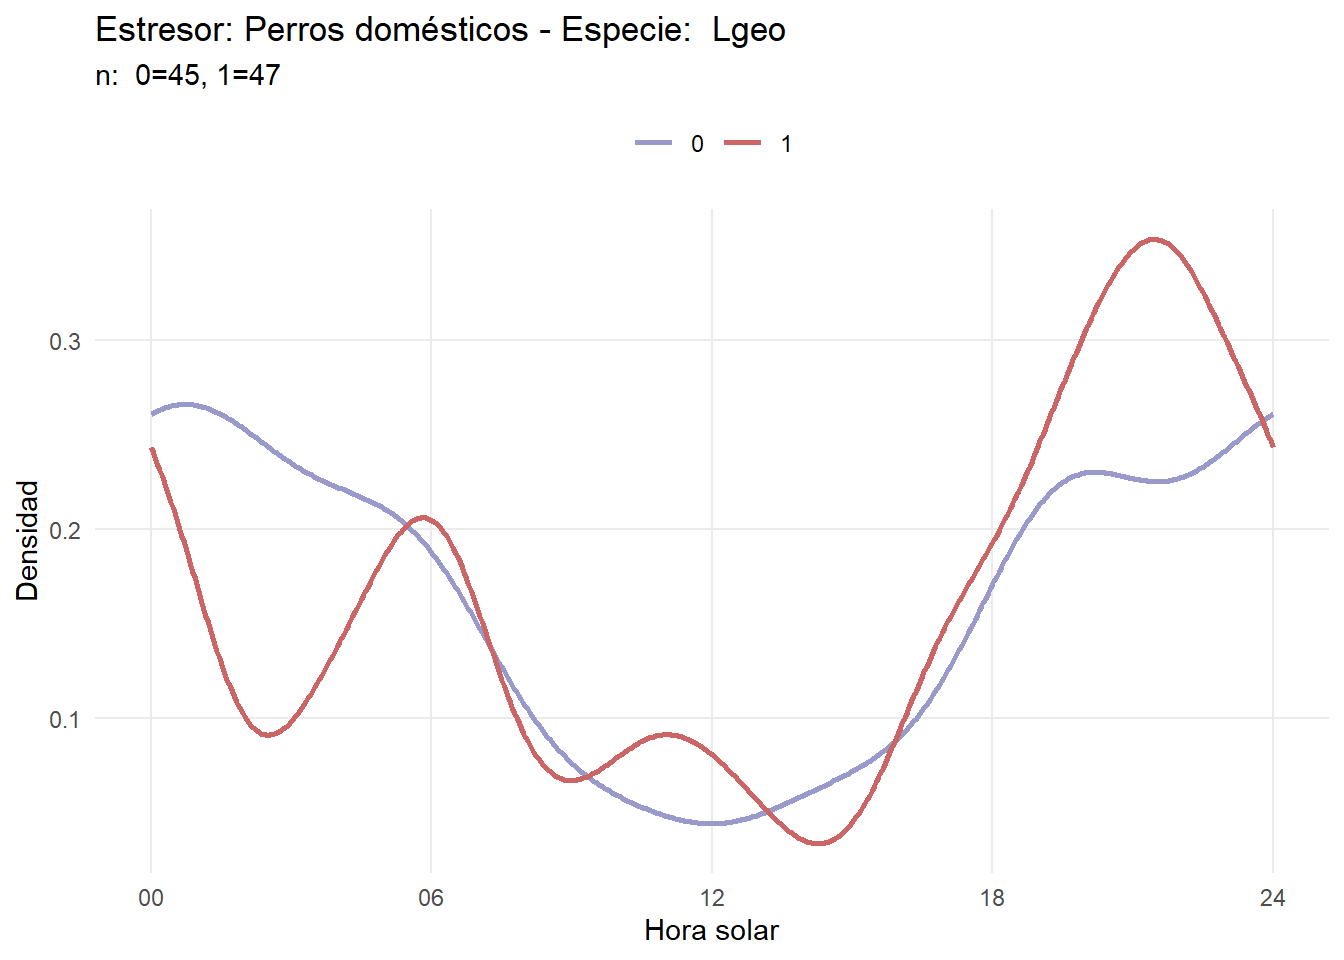 Estresor: Perros domésticos - Especie:  Lgeo
n:  0=45, 1=47
0 1
Densidad
0.3
0.2
0.1
00 06 12 18 24
Hora solar